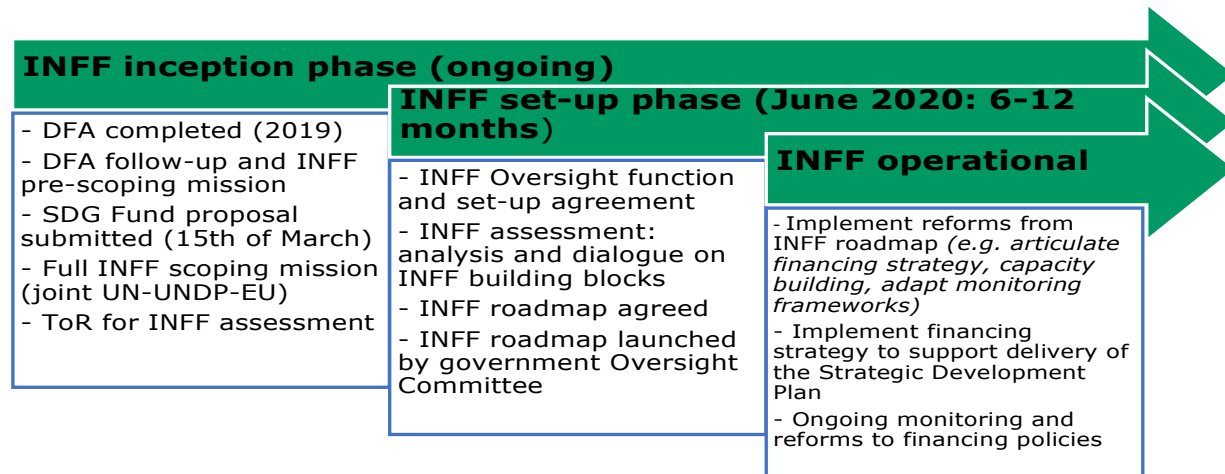 INFF inception phase (ongoing)
- DFA completed (2019)
- DFA follow-up and INFF
pre-scoping mission
- SDG Fund proposal
submitted (15th of March)
- Full INFF scoping mission
(joint UN-UNDP-EU)
- ToR for INFF assessment
INFF set-up phase (June 2020: 6-12
months)
- INFF Oversight function
and set-up agreement
- INFF assessment:
analysis and dialogue on
INFF building blocks
- INFF roadmap agreed
- INFF roadmap launched
by government Oversight
Committee
INFF operational
- Implement reforms from
INFF roadmap (e.g. articulate
financing strategy, capacity
building, adapt monitoring
frameworks)
- Implement financing
strategy to support delivery of
the Strategic Development
Plan
- Ongoing monitoring and
reforms to financing policies